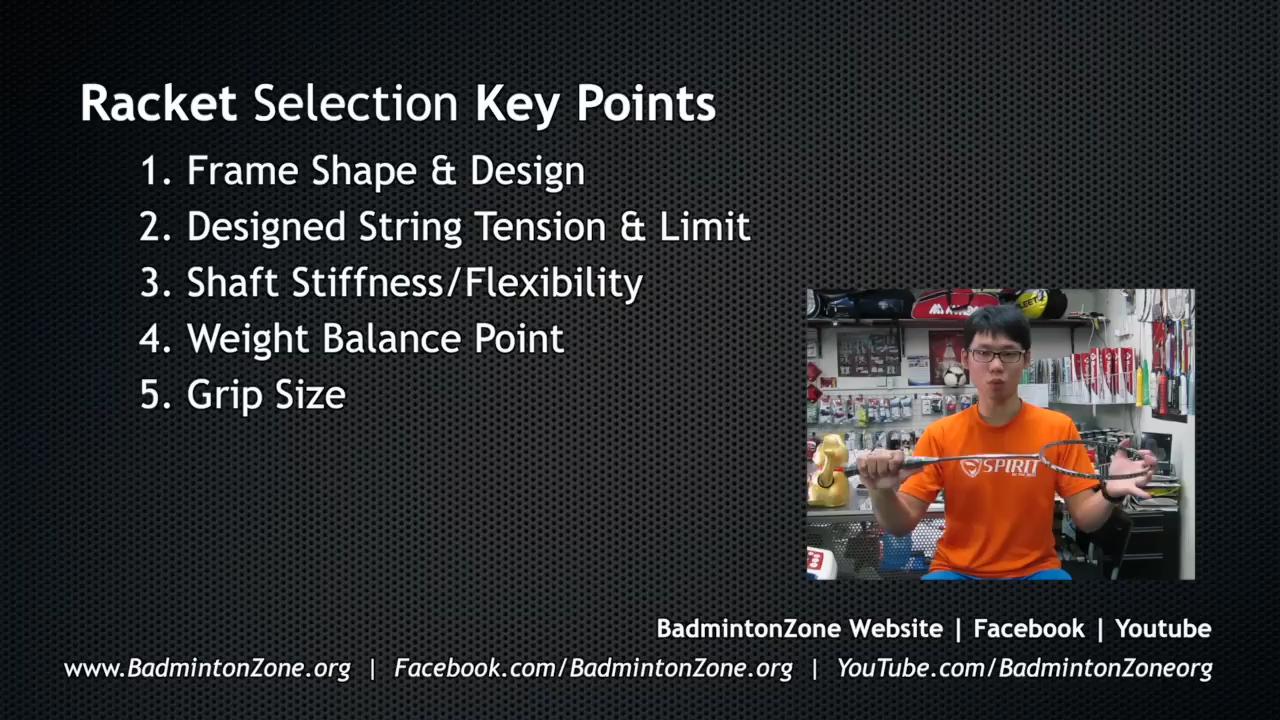 Racket Selection Key Points
1. Frame Shape & Design
2. Designed String Tension & Limit
3. Shaft Stiffness/Flexibility
4. Weight Balance Point
5. Grip Size
SPIRIT
BadmintonZone Website | Facebook | Youtube
www.BadmintonZone.org | Facebook.com/BadmintonZone.org | YouTube.com/BadmintonZoneorg